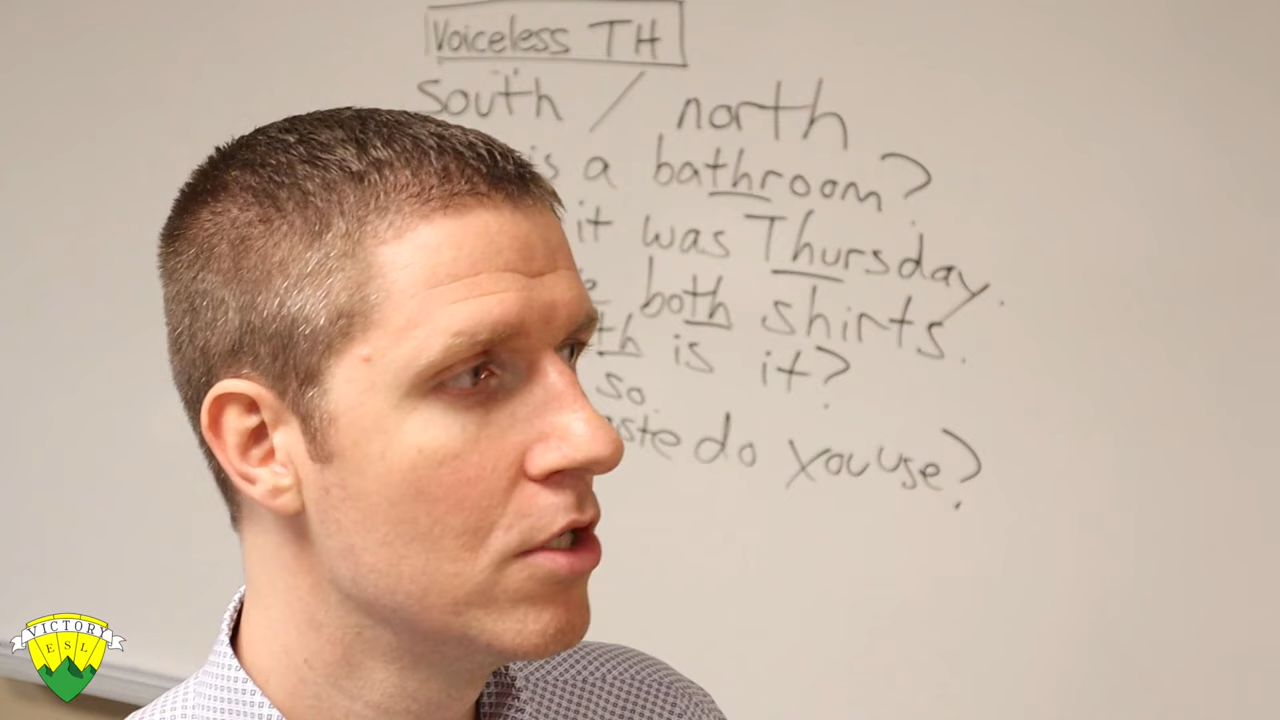 Voiceless TH
south / north
is a bathroom?
it was Thursday.
both shirts.
th is it?
so
do you use?
VICTORY
ESL